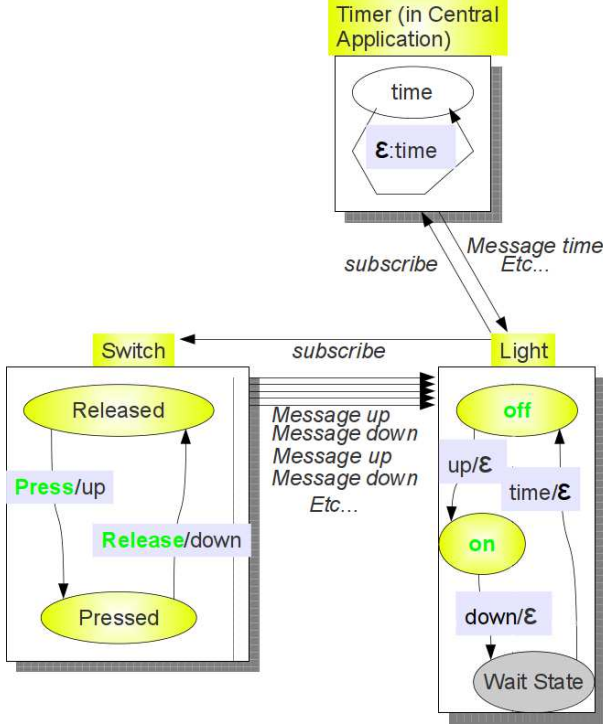 Timer (in Central
Application)
time
Ɛ:time
subscribe
Message time
Etc...
Switch
subscribe
Light
Released
Message up
Message down
Message up
Message down
Etc...
off
Press/up
up/Ɛ
time/Ɛ
Release/down
on
down/Ɛ
Pressed
Wait State